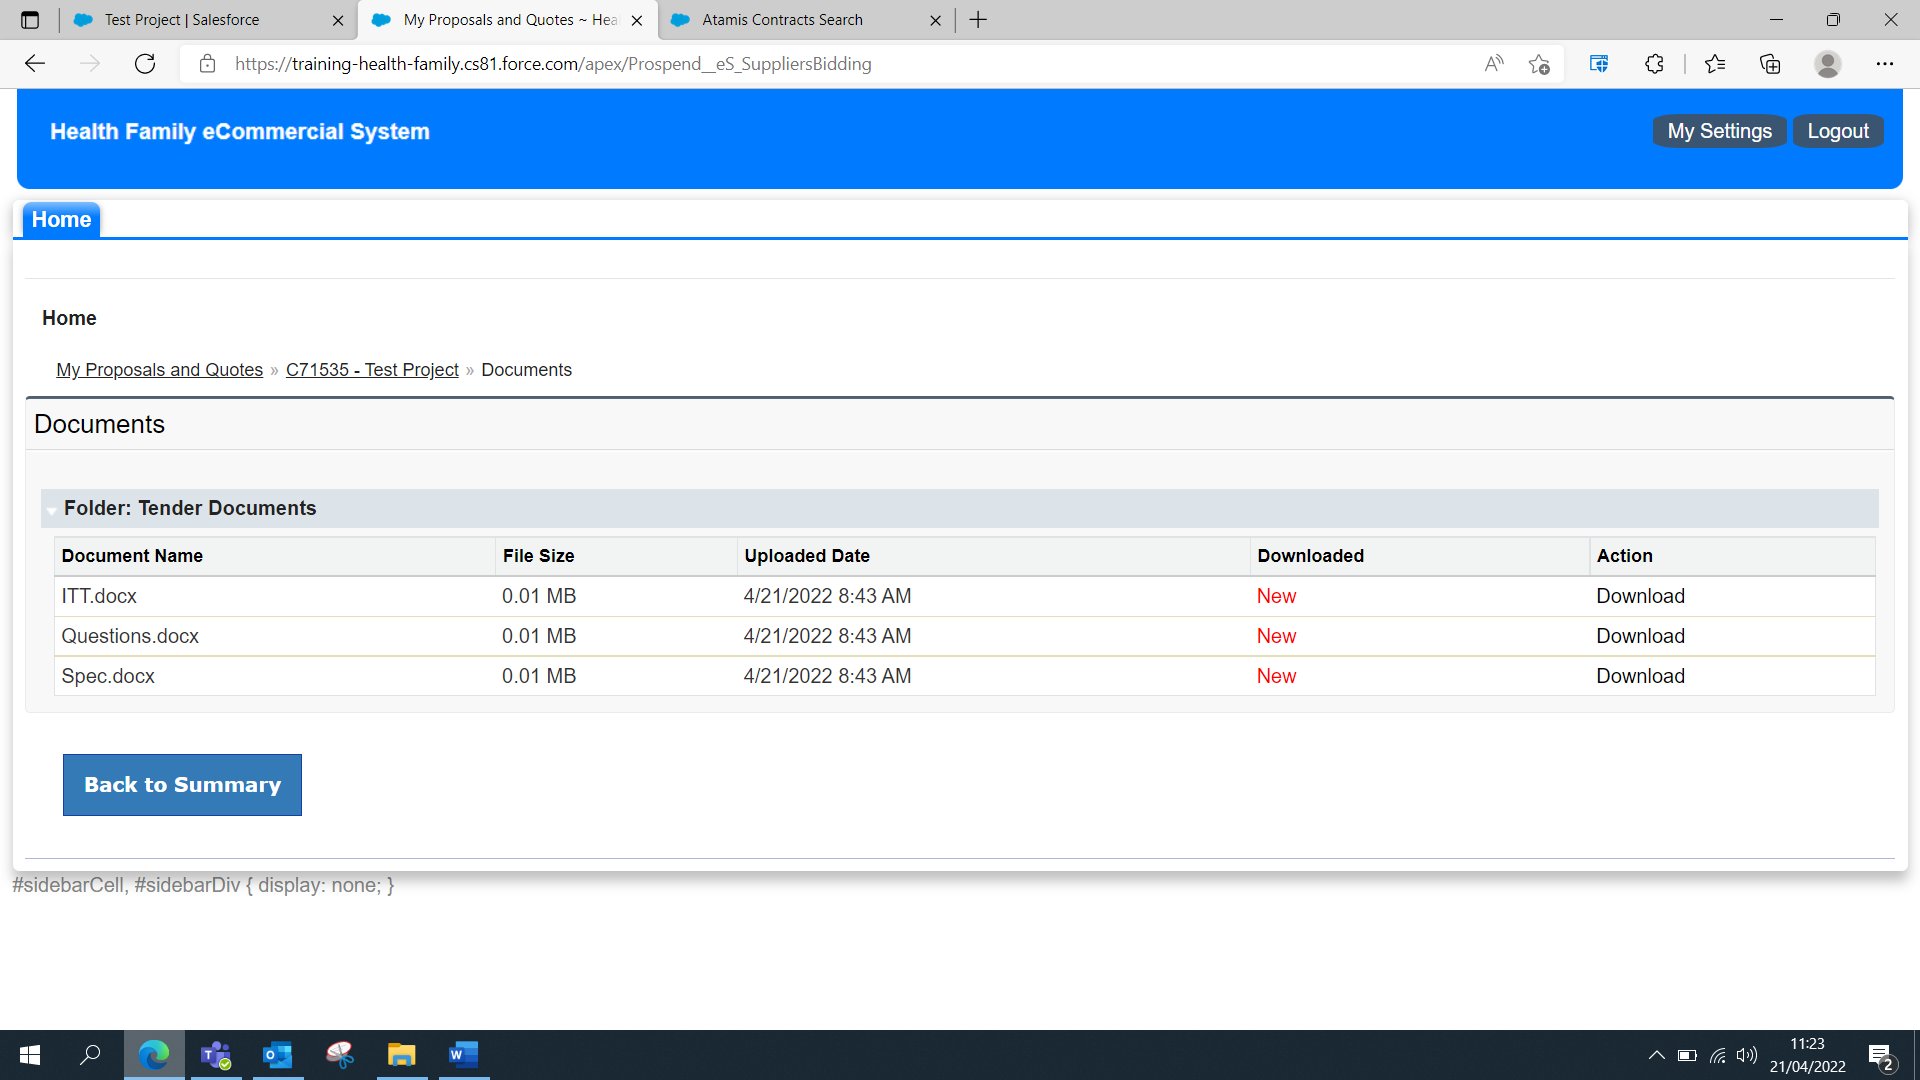 Test Project | Salesforce
My Proposals and Quotes ~ Hea
Atamis Contracts Search
https://training-health-family.cs81.force.com/apex/Prospend__eS_SuppliersBidding
Health Family eCommercial System
My Settings
Logout
Home
Home
My Proposals and Quotes » C71535 - Test Project » Documents
Documents
Folder: Tender Documents
Document Name File Size Uploaded Date Downloaded Action
ITT.docx 0.01 MB 4/21/2022 8:43 AM New Download
Questions.docx 0.01 MB 4/21/2022 8:43 AM New Download
Spec.docx 0.01 MB 4/21/2022 8:43 AM New Download
Back to Summary
#sidebarCell, #sidebarDiv { display: none; }
11:23
21/04/2022
2